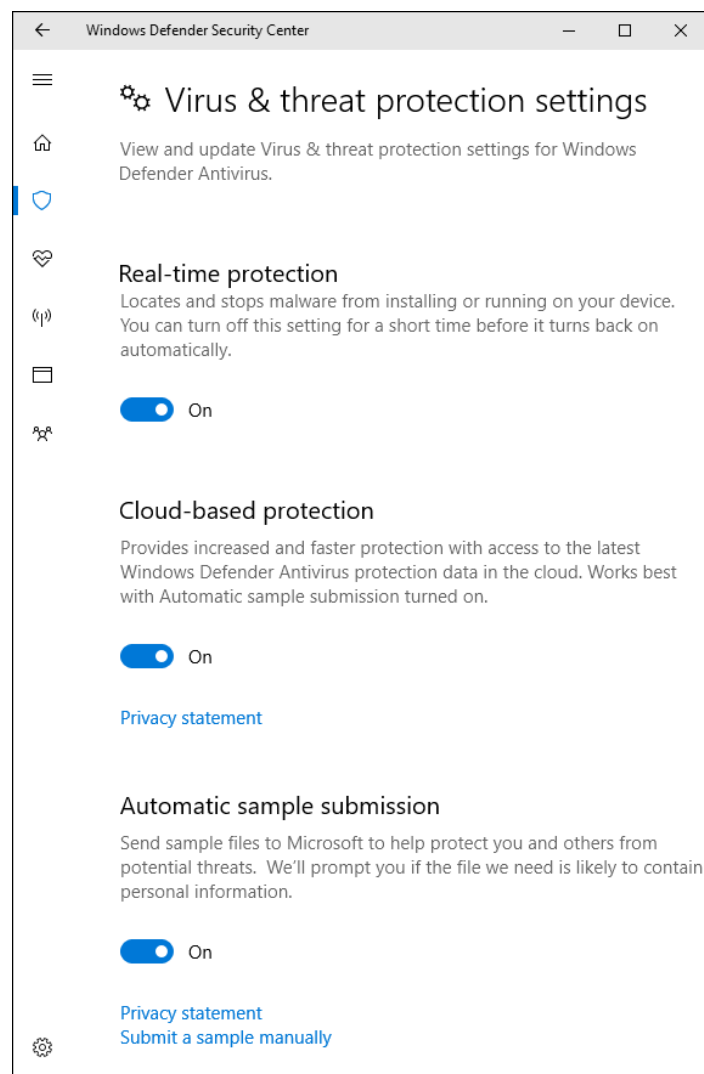 Windows Defender Security Center
Virus & threat protection settings
View and update Virus & threat protection settings for Windows
Defender Antivirus.
Real-time protection
Locates and stops malware from installing or running on your device.
You can turn off this setting for a short time before it turns back on
automatically.
On
Cloud-based protection
Provides increased and faster protection with access to the latest
Windows Defender Antivirus protection data in the cloud. Works best
with Automatic sample submission turned on.
On
Privacy statement
Automatic sample submission
Send sample files to Microsoft to help protect you and others from
potential threats.  We’ll prompt you if the file we need is likely to contain
personal information.
On
Privacy statement
Submit a sample manually